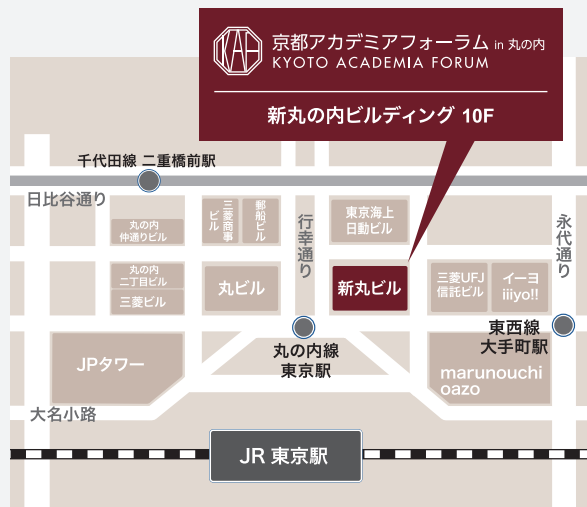 KAF
京都アカデミアフォーラム in 丸の内
KYOTO ACADEMIA FORUM
新丸の内ビルディング 10F
千代田線 二重橋前駅
日比谷通り
丸の内
仲通りビル
三菱商事
ビル
郵船ビル
行幸通り
東京海上
日動ビル
永代通り
丸の内
二丁目ビル
三菱ビル
丸ビル
新丸ビル
三菱UFJ
信託ビル
イーヨ
iiiyo!!
丸の内線
東京駅
東西線
大手町駅
JPタワー
marunouchi
oazo
大名小路
JR 東京駅